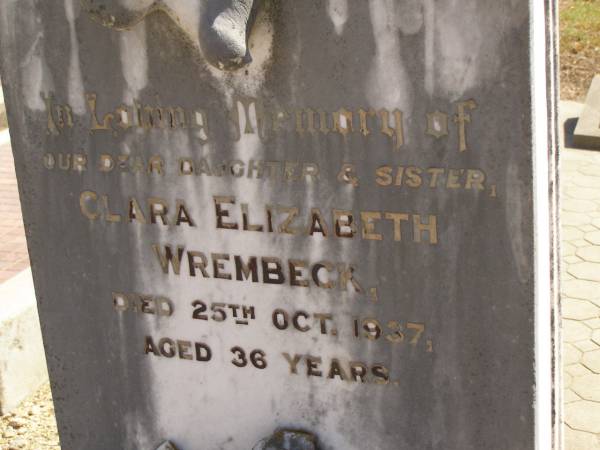 In Loving Memory of
OUR DEAR DAUGHTER & SISTER,
CLARA ELIZABETH
WREMBECK,
DIED 25TH OCT. 1937,
AGED 36 YEARS.